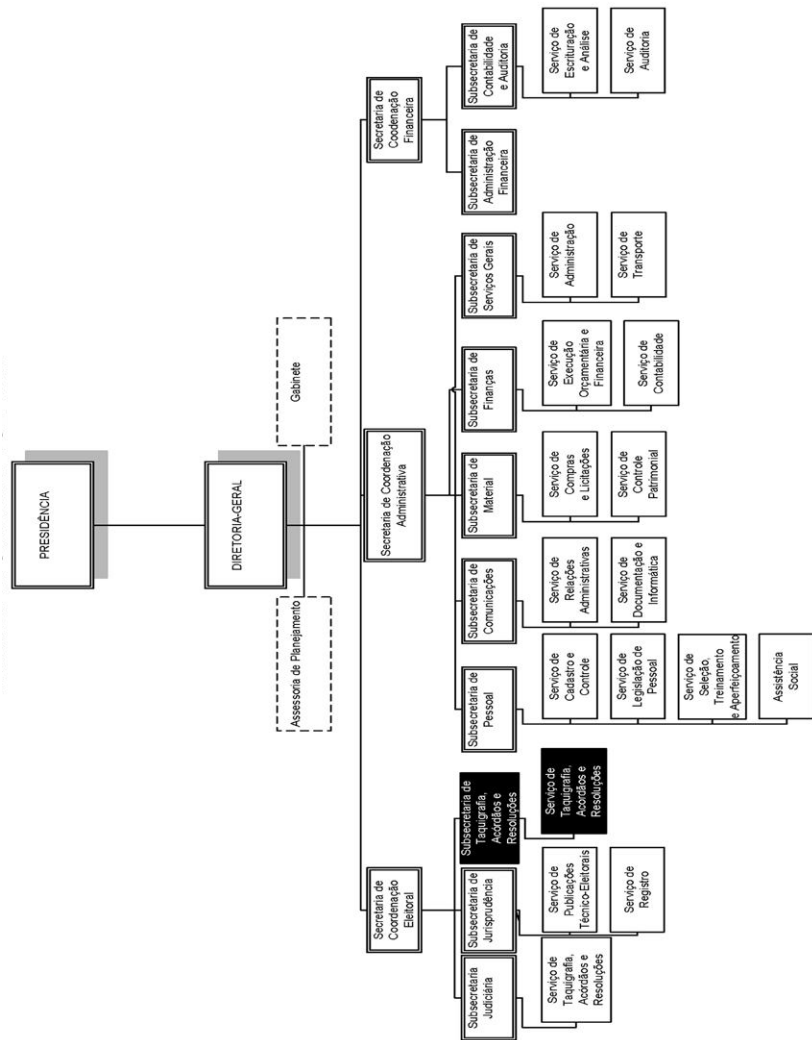 PRESIDÊNCIA
DIRETORIA-GERAL
Assessoria de Planejamento
Gabinete
Secretaria de
Coordenação
Eleitoral
Secretaria de Coordenação
Administrativa
Secretaria de
Coodenação
Financeira
Subsecretaria
Judiciária
Subsecretaria de
Jurisprudência
Subsecretaria de
Taquigrafia,
Acórdãos e
Resoluções
Subsecretaria de
Pessoal
Subsecretaria de
Comunicações
Subsecretaria de
Material
Subsecretaria de
Finanças
Subsecretaria de
Serviços Gerais
Subsecretaria de
Administração
Financeira
Subsecretaria de
Contabilidade
e Auditoria
Serviço de
Taquigrafia,
Acórdãos e
Resoluções
Serviço de
Publicações
Técnico-Eleitorais
Serviço de
Registro
Serviço de
Taquigrafia,
Acórdãos e
Resoluções
Serviço de
Cadastro e
Controle
Serviço de
Legislação de
Pessoal
Serviço de
Seleção,
Treinamento
e Aperfeiçoamento
Assistência
Social
Serviço de
Relações
Administrativas
Serviço de
Documentação e
Informática
Serviço de
Compras
e Licitações
Serviço de
Controle
Patrimonial
Serviço de
Execução
Orçamentária e
Financeira
Serviço de
Contabilidade
Serviço de
Administração
Serviço de
Transporte
Serviço de
Escrituração
e Análise
Serviço de
Auditoria